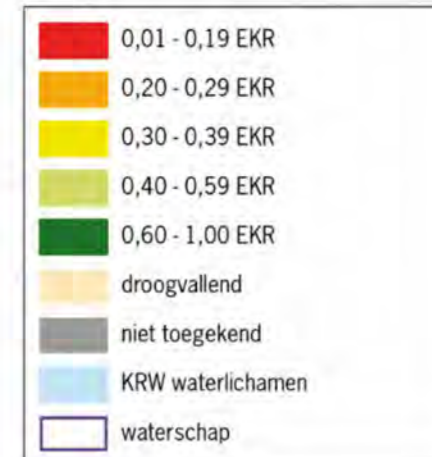 0,01 - 0,19 EKR
0,20 - 0,29 EKR
0,30 - 0,39 EKR
0,40 - 0,59 EKR
0,60 - 1,00 EKR
droogvallend
niet toegekend
KRW waterlichamen
waterschap